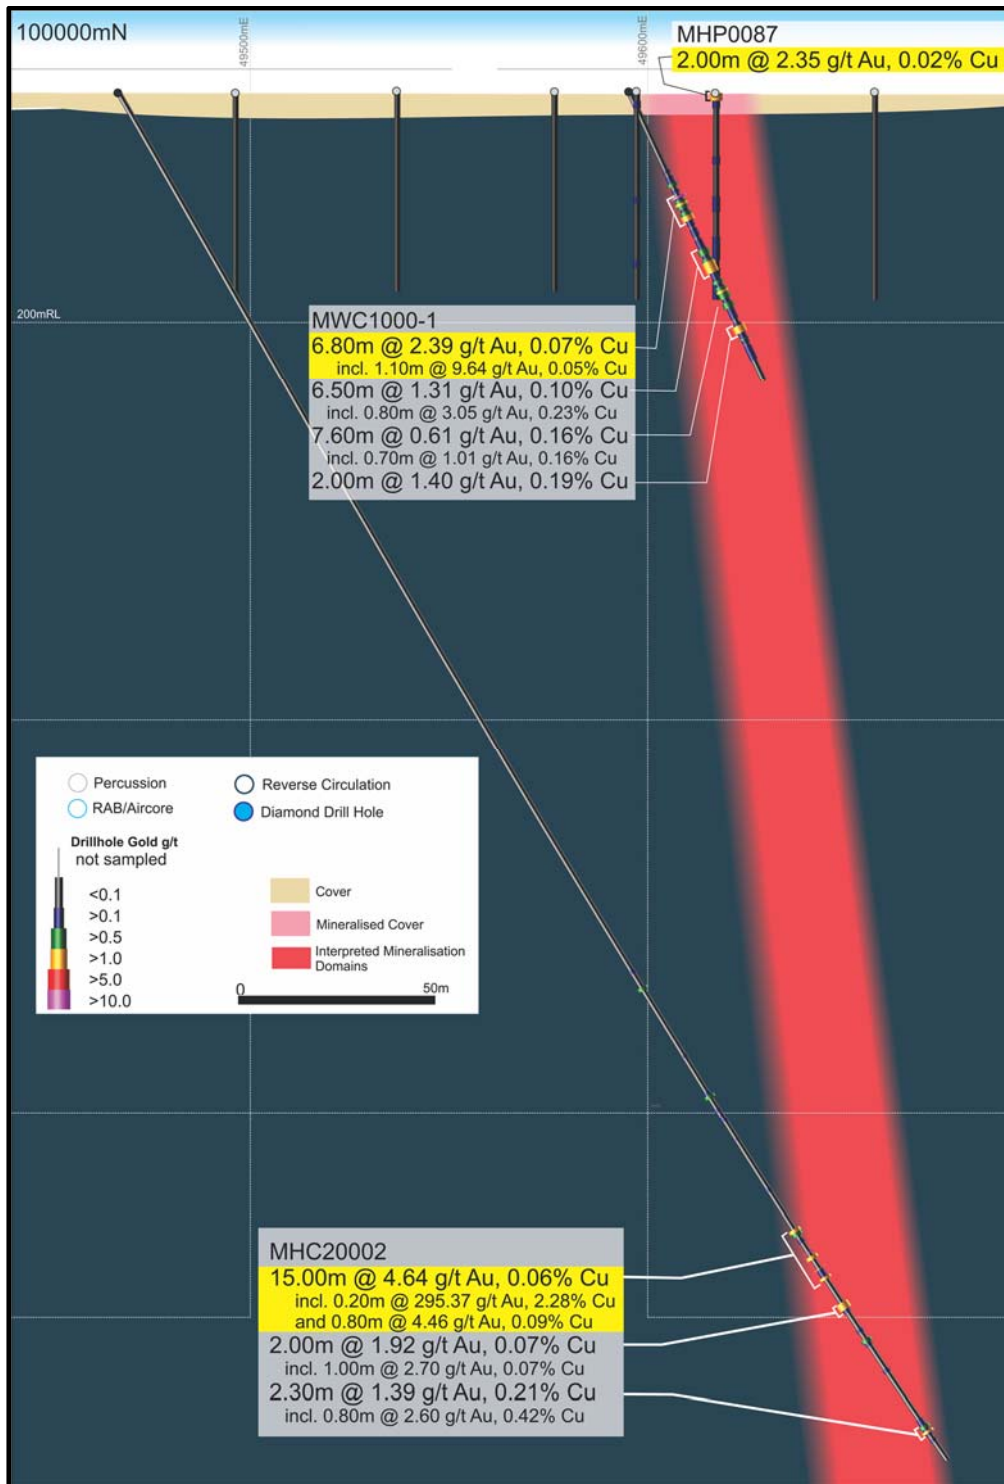 100000mN
49500mE
49600mE
MHP0087
2.00m @ 2.35 g/t Au, 0.02% Cu
200mRL
MWC1000-1
6.80m @ 2.39 g/t Au, 0.07% Cu
incl. 1.10m @ 9.64 g/t Au, 0.05% Cu
6.50m @ 1.31 g/t Au, 0.10% Cu
incl. 0.80m @ 3.05 g/t Au, 0.23% Cu
7.60m @ 0.61 g/t Au, 0.16% Cu
incl. 0.70m @ 1.01 g/t Au, 0.16% Cu
2.00m @ 1.40 g/t Au, 0.19% Cu
Percussion
Reverse Circulation
RAB/Aircore
Diamond Drill Hole
Drillhole Gold g/t
not sampled
<0.1
>0.1
>0.5
>1.0
>5.0
>10.0
Cover
Mineralised Cover
Interpreted Mineralisation
Domains
0 50m
MHC20002
15.00m @ 4.64 g/t Au, 0.06% Cu
incl. 0.20m @ 295.37 g/t Au, 2.28% Cu
and 0.80m @ 4.46 g/t Au, 0.09% Cu
2.00m @ 1.92 g/t Au, 0.07% Cu
incl. 1.00m @ 2.70 g/t Au, 0.07% Cu
2.30m @ 1.39 g/t Au, 0.21% Cu
incl. 0.80m @ 2.60 g/t Au, 0.42% Cu